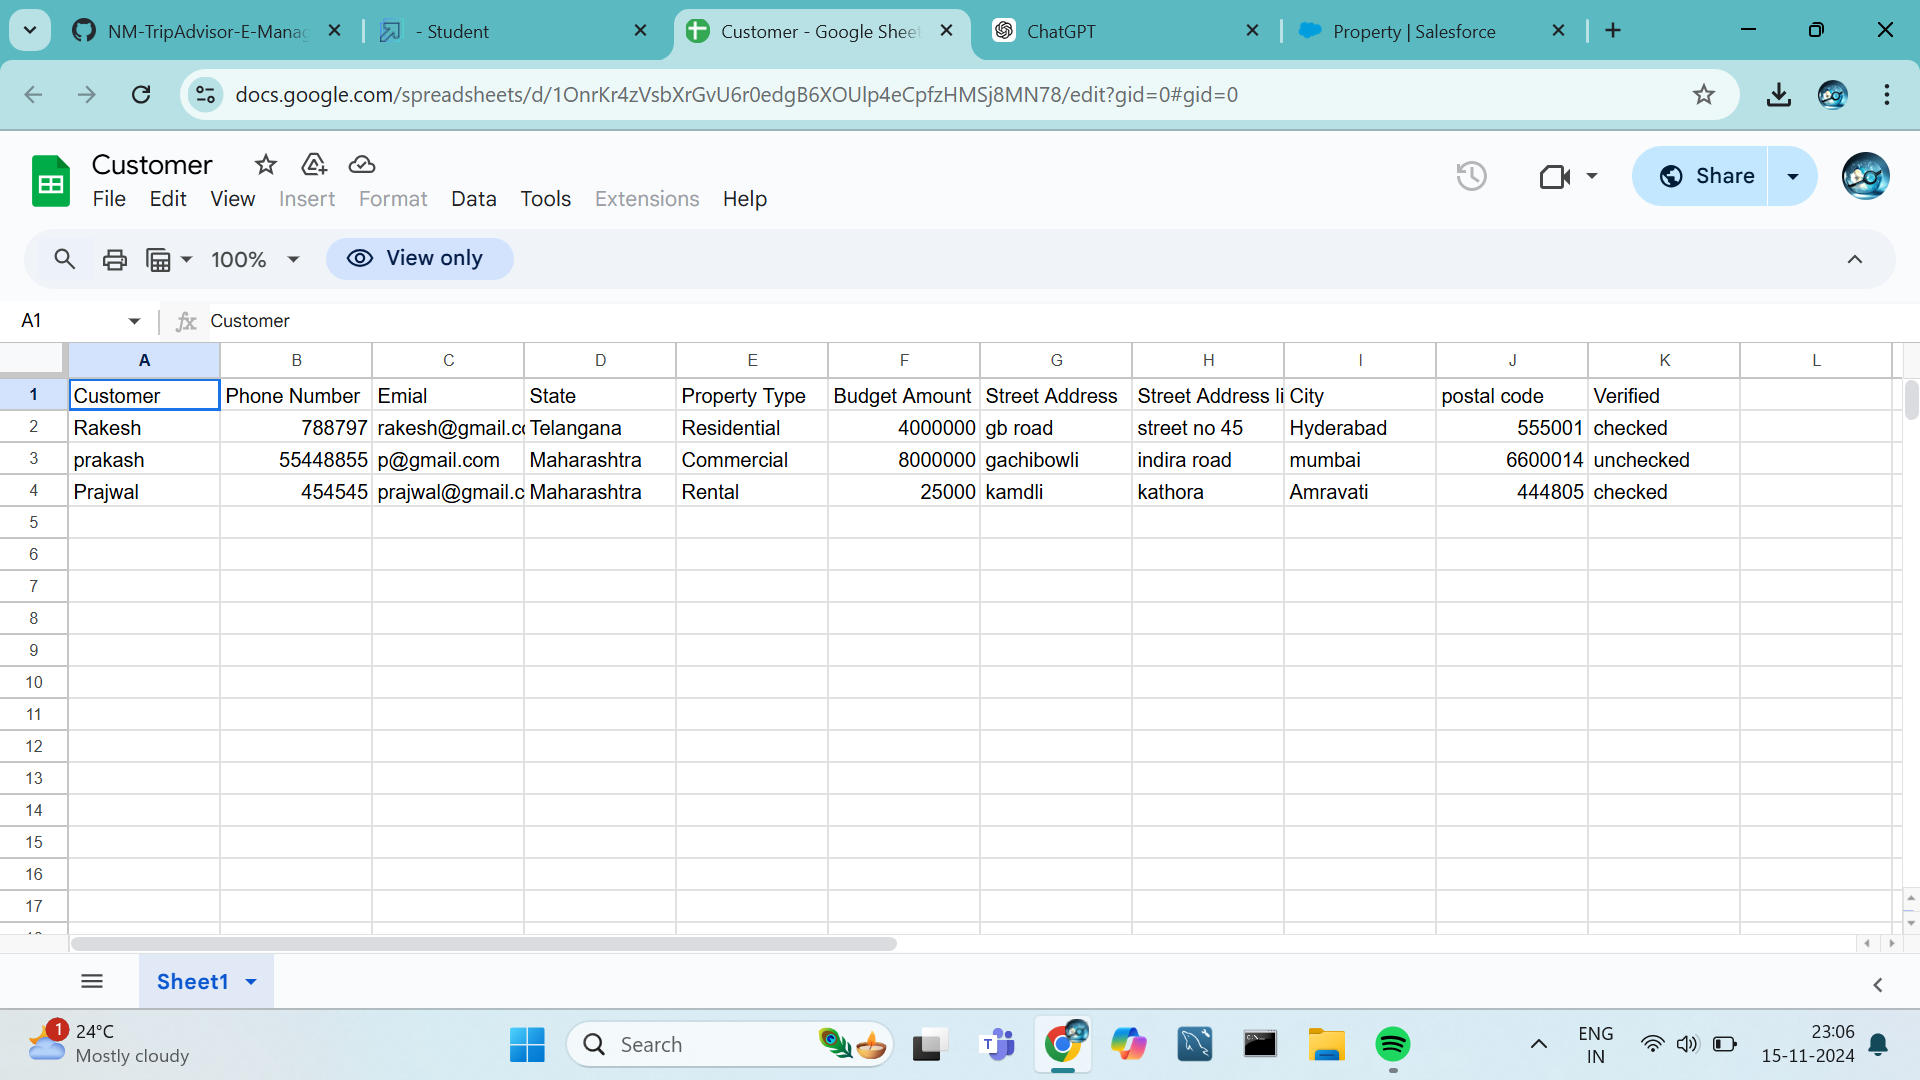 NM-TripAdvisor-E-Manag
- Student
Customer - Google Sheet
ChatGPT
Property | Salesforce
docs.google.com/spreadsheets/d/1OnrKr4zVsbXrGvU6r0edgB6XOUlp4eCpfzHMSj8MN78/edit?gid=0#gid=0
Customer
File Edit View Insert Format Data Tools Extensions Help
Share
100%
View only
A1 fx Customer
A B C D E F G H I J K L
1 Customer Phone Number Emial State Property Type Budget Amount Street Address Street Address li City postal code Verified
2 Rakesh 788797 rakesh@gmail.co Telangana Residential 4000000 gb road street no 45 Hyderabad 555001 checked
3 prakash 55448855 p@gmail.com Maharashtra Commercial 8000000 gachibowli indira road mumbai 6600014 unchecked
4 Prajwal 454545 prajwal@gmail.c Maharashtra Rental 25000 kamdli kathora Amravati 444805 checked
5
6
7
8
9
10
11
12
13
14
15
16
17
Sheet1
1
24°C
Mostly cloudy
Search
T
ENG
IN
23:06
15-11-2024